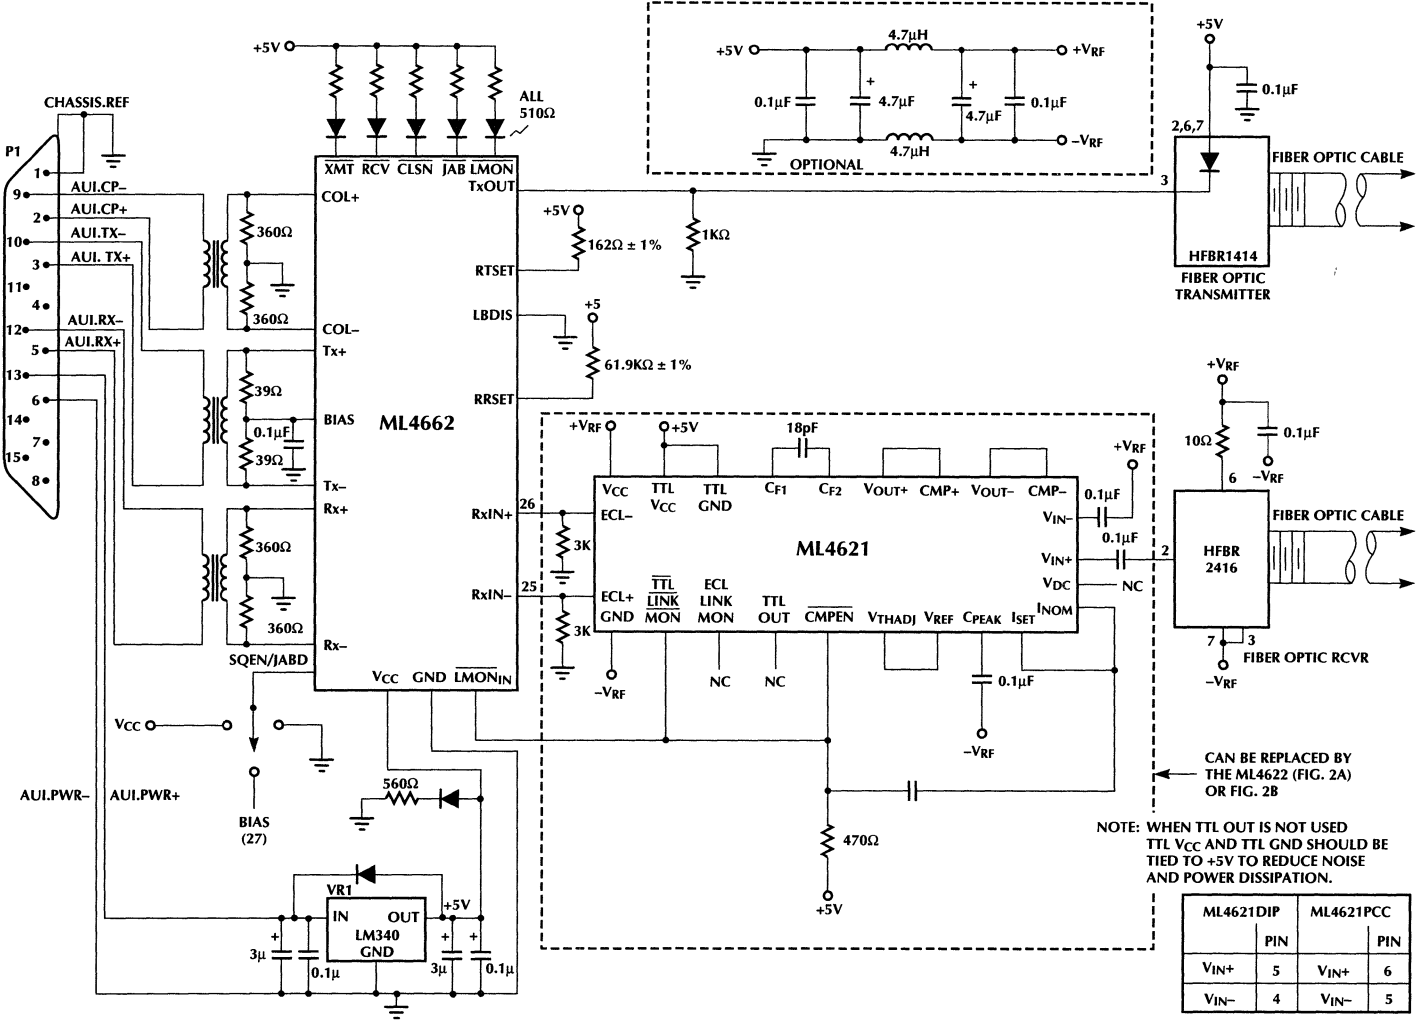 +5V
+5V
4.7μH
+VRF
+
+
0.1μF
4.7μF
4.7μF
0.1μF
4.7μH
−VRF
OPTIONAL
+5V
0.1μF
2,6,7
3
HFBR1414
FIBER OPTIC
TRANSMITTER
FIBER OPTIC CABLE
ALL
510Ω
CHASSIS.REF
P1
1
9
2
10
3
11
4
12
5
13
6
14
7
15
8
AUI.CP−
AUI.CP+
AUI.TX−
AUI. TX+
AUI.RX−
AUI.RX+
360Ω
360Ω
39Ω
0.1μF
39Ω
360Ω
360Ω
XMT RCV CLSN JAB LMON
TxOUT
COL+
RTSET
LBDIS
COL−
Tx+
RRSET
BIAS
ML4662
Tx−
Rx+
RxIN+
RxIN−
Rx−
VCC GND LMONIN
26
25
+5V
162Ω ± 1%
1KΩ
+5
61.9KΩ ± 1%
3K
3K
SQEN/JABD
VCC
BIAS
(27)
AUI.PWR−
AUI.PWR+
560Ω
VR1
IN OUT
LM340
GND
+5V
+
3μ
0.1μ
+
3μ
0.1μ
+VRF
+5V
18pF
VCC
TTL
VCC
TTL
GND
CF1
CF2
VOUT+
CMP+
VOUT−
CMP−
ECL−
VIN−
ML4621
VIN+
VDC
INOM
ECL+
GND
TTL
LINK
MON
ECL
LINK
MON
TTL
OUT
CMPEN
VTHADJ
VREF
CPEAK
ISET
−VRF
NC
NC
NC
0.1μF
−VRF
+VRF
0.1μF
0.1μF
2
470Ω
+5V
+VRF
10Ω
0.1μF
−VRF
6
HFBR
2416
7
3
−VRF
FIBER OPTIC CABLE
FIBER OPTIC RCVR
CAN BE REPLACED BY
THE ML4622 (FIG. 2A)
OR FIG. 2B
NOTE: WHEN TTL OUT IS NOT USED
TTL VCC AND TTL GND SHOULD BE
TIED TO +5V TO REDUCE NOISE
AND POWER DISSIPATION.
ML4621DIP ML4621PCC
PIN PIN
VIN+ 5 VIN+ 6
VIN− 4 VIN− 5